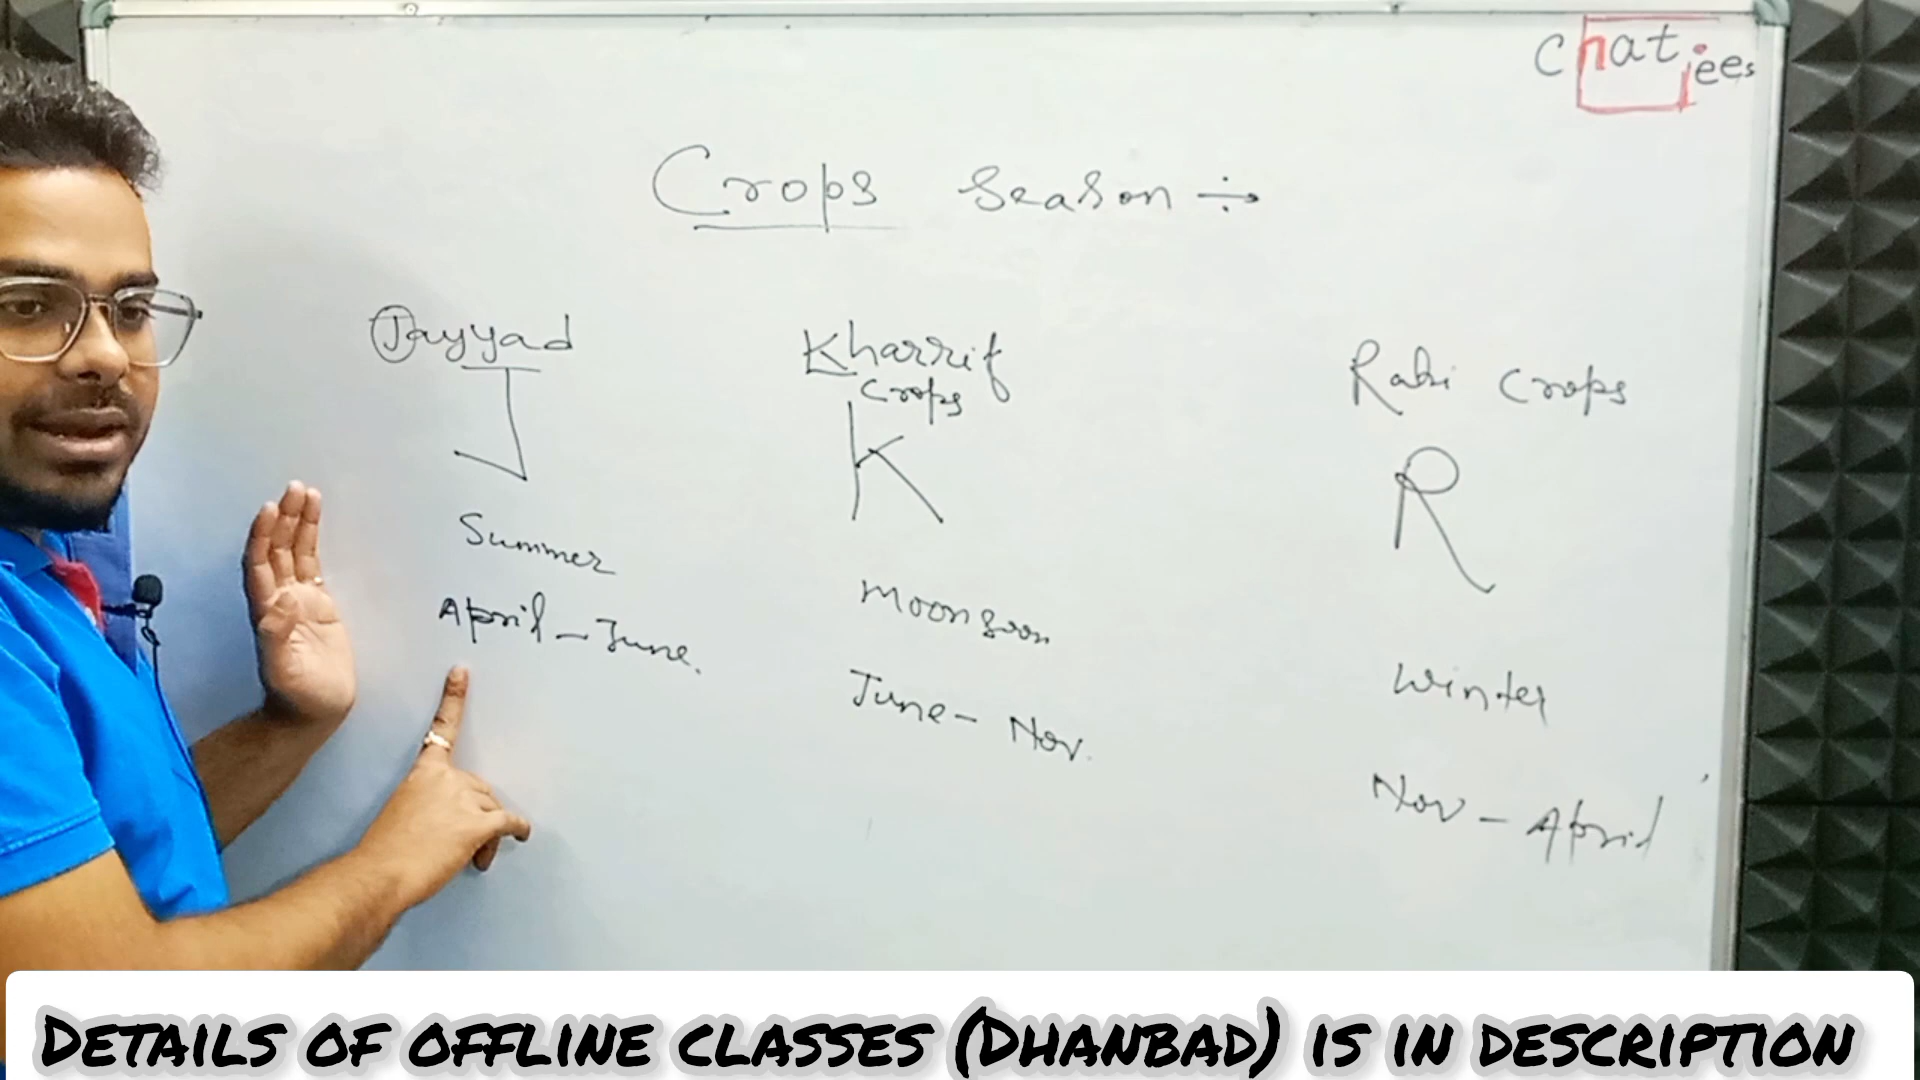 Chatjees
Crops Season ÷
Jayyad
J
Summer
April - June.
Kharrif
Crops
K
Moonsoon
June - Nov.
Rabi Crops
R
Winter
Nov - April
Details of offline classes (Dhanbad) is in description